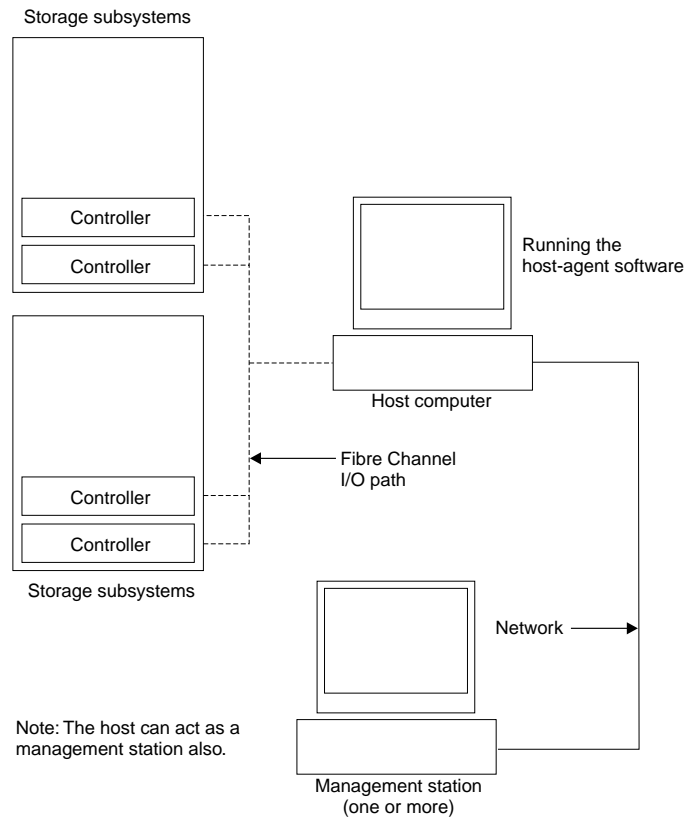 Storage subsystems
Controller
Controller
Running the
host-agent software
Host computer
Fibre Channel
I/O path
Controller
Controller
Storage subsystems
Network
Note: The host can act as a
management station also.
Management station
(one or more)